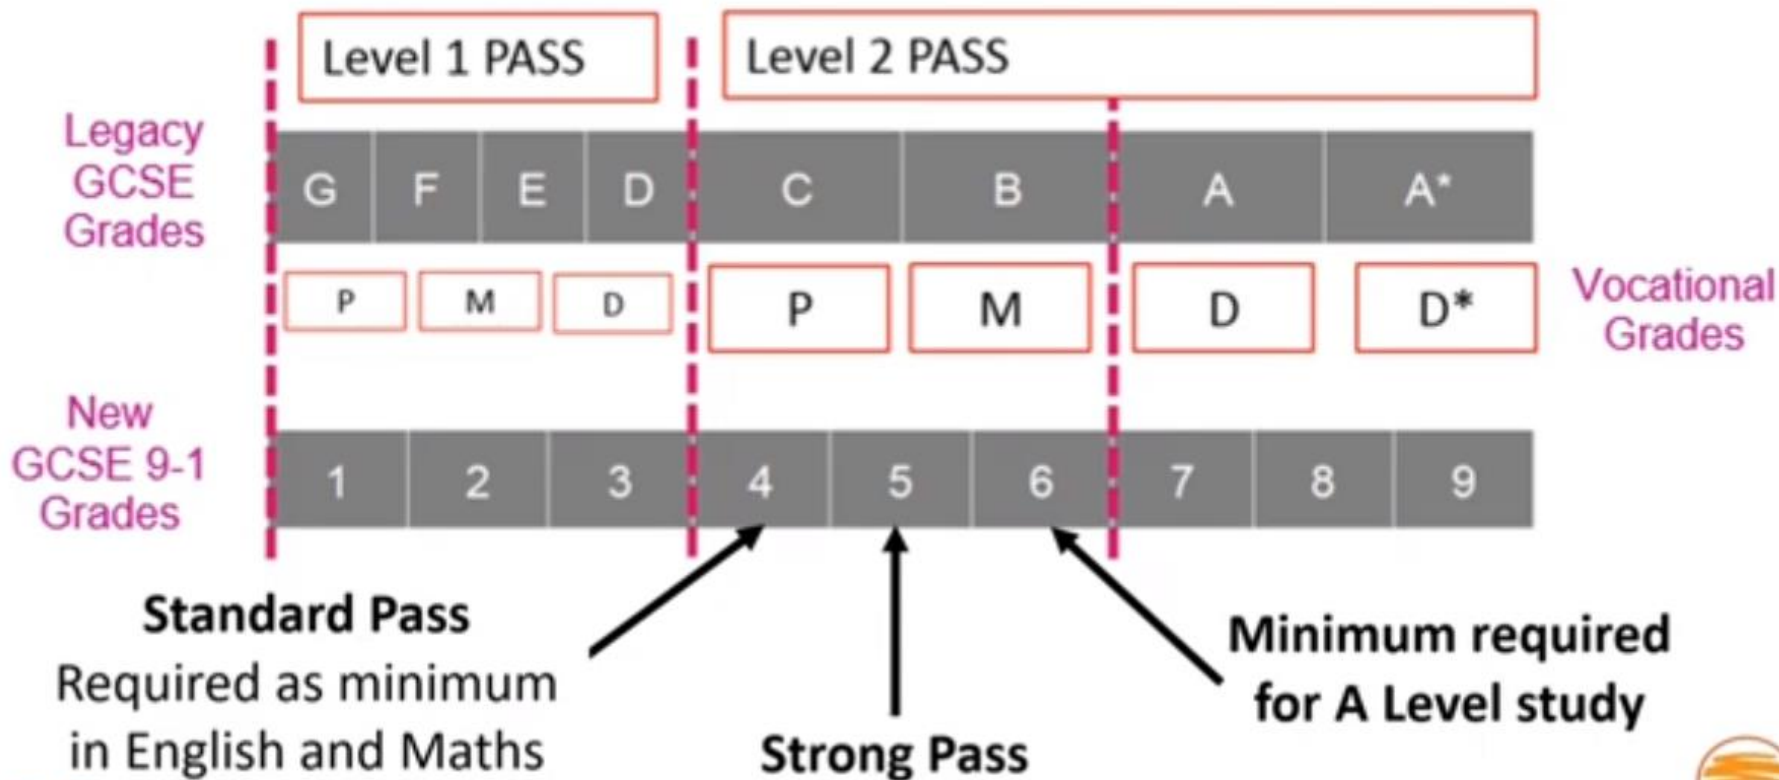 Level 1 PASS
Level 2 PASS
Legacy
GCSE
Grades
G F E D C B A A*
P M D P M D D*
Vocational
Grades
New
GCSE 9-1
Grades
1 2 3 4 5 6 7 8 9
Standard Pass
Required as minimum
in English and Maths
Strong Pass
Minimum required
for A Level study